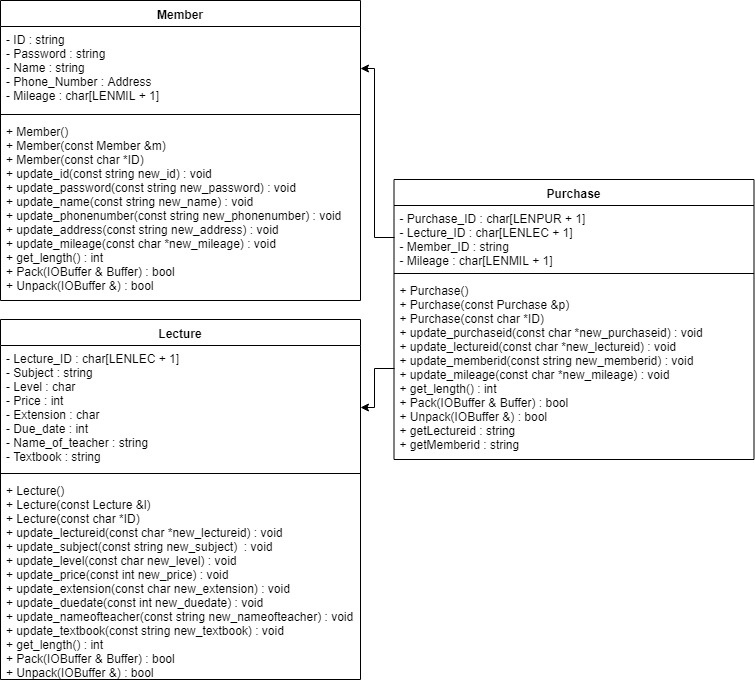 Member
- ID : string
- Password : string
- Name : string
- Phone_Number : Address
- Mileage : char[LENMIL + 1]
+ Member()
+ Member(const Member &m)
+ Member(const char *ID)
+ update_id(const string new_id) : void
+ update_password(const string new_password) : void
+ update_name(const string new_name) : void
+ update_phonenumber(const string new_phonenumber) : void
+ update_address(const string new_address) : void
+ update_mileage(const char *new_mileage) : void
+ get_length() : int
+ Pack(IOBuffer & Buffer) : bool
+ Unpack(IOBuffer &) : bool
Purchase
- Purchase_ID : char[LENPUR + 1]
- Lecture_ID : char[LENLEC + 1]
- Member_ID : string
- Mileage : char[LENMIL + 1]
+ Purchase()
+ Purchase(const Purchase &p)
+ Purchase(const char *ID)
+ update_purchaseid(const char *new_purchaseid) : void
+ update_lectureid(const char *new_lectureid) : void
+ update_memberid(const string new_memberid) : void
+ update_mileage(const char *new_mileage) : void
+ get_length() : int
+ Pack(IOBuffer & Buffer) : bool
+ Unpack(IOBuffer &) : bool
+ getLectureid : string
+ getMemberid : string
Lecture
- Lecture_ID : char[LENLEC + 1]
- Subject : string
- Level : char
- Price : int
- Extension : char
- Due_date : int
- Name_of_teacher : string
- Textbook : string
+ Lecture()
+ Lecture(const Lecture &l)
+ Lecture(const char *ID)
+ update_lectureid(const char *new_lectureid) : void
+ update_subject(const string new_subject) : void
+ update_level(const char new_level) : void
+ update_price(const int new_price) : void
+ update_extension(const char new_extension) : void
+ update_duedate(const int new_duedate) : void
+ update_nameofteacher(const string new_nameofteacher) : void
+ update_textbook(const string new_textbook) : void
+ get_length() : int
+ Pack(IOBuffer & Buffer) : bool
+ Unpack(IOBuffer &) : bool